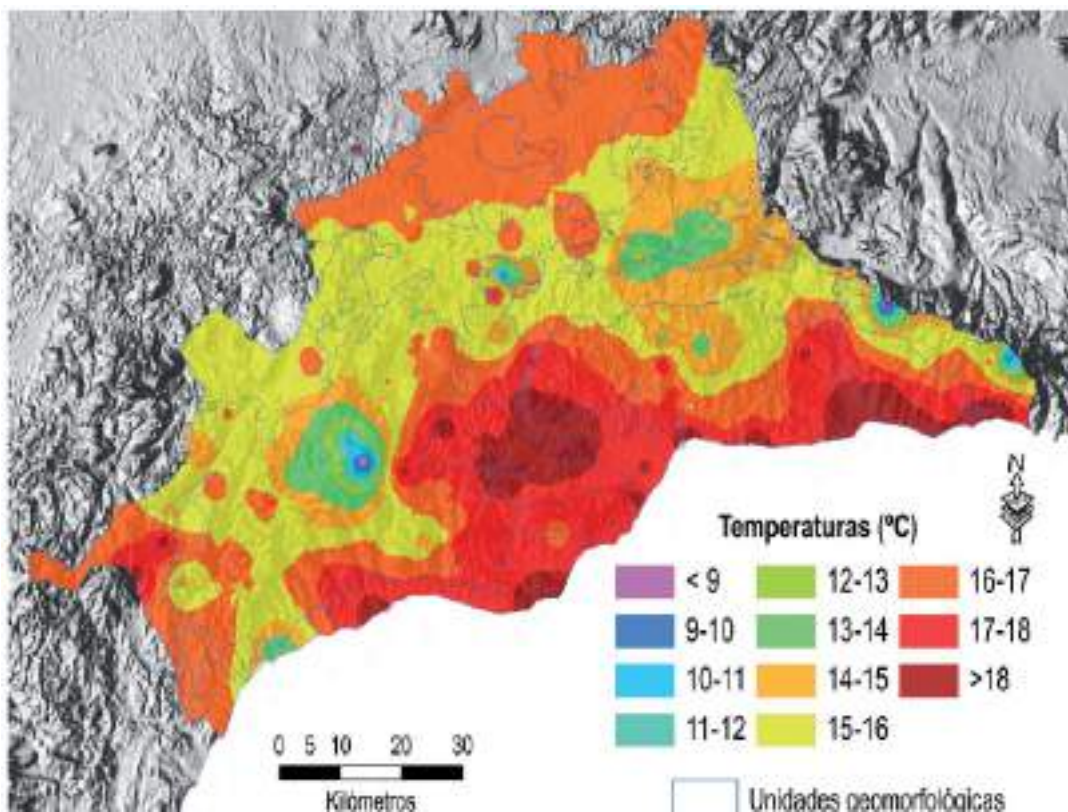 N
Temperaturas (ºC)
< 9
9-10
10-11
11-12
12-13
13-14
14-15
15-16
16-17
17-18
>18
0 5 10 20 30
Kilómetros
Unidades geomorfológicas